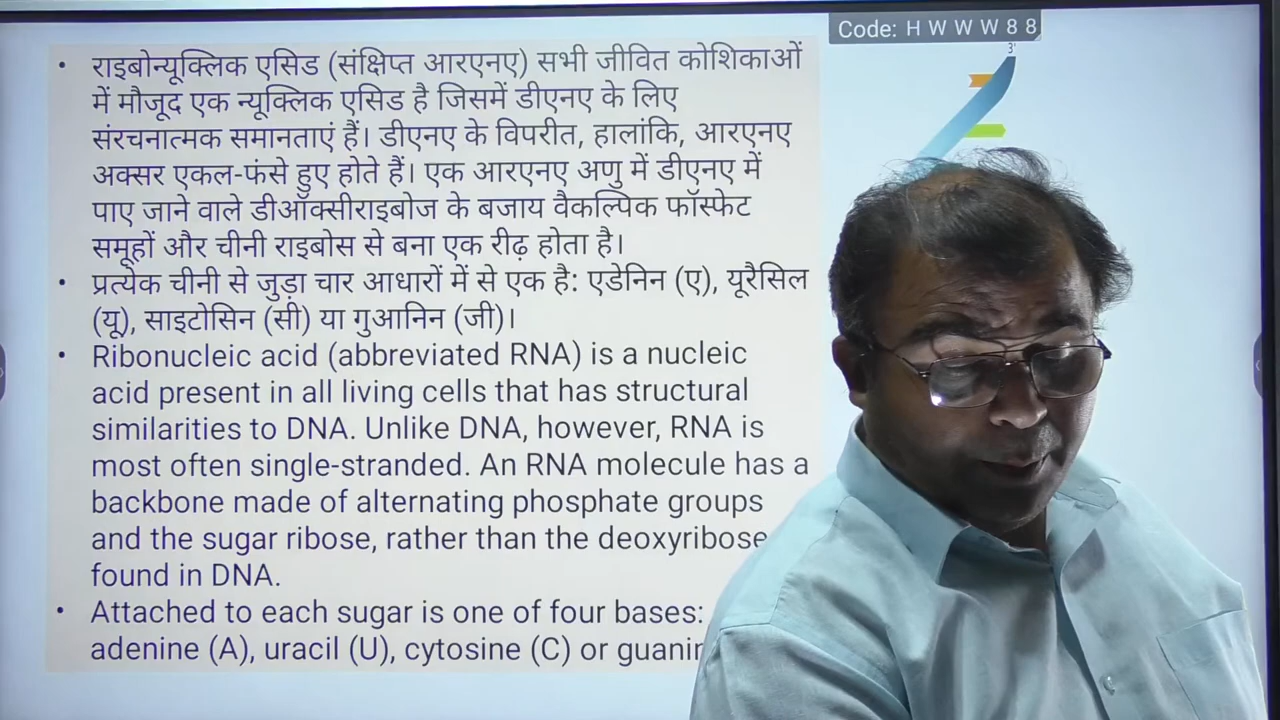 Code: H W W W 8 8
3'
• राइबोन्यूक्लिक एसिड (संक्षिप्त आरएनए) सभी जीवित कोशिकाओं
में मौजूद एक न्यूक्लिक एसिड है जिसमें डीएनए के लिए
संरचनात्मक समानताएं हैं। डीएनए के विपरीत, हालांकि, आरएनए
अक्सर एकल-फंसे हुए होते हैं। एक आरएनए अणु में डीएनए में
पाए जाने वाले डीऑक्सीराइबोज के बजाय वैकल्पिक फॉस्फेट
समूहों और चीनी राइबोस से बना एक रीढ़ होता है।
• प्रत्येक चीनी से जुड़ा चार आधारों में से एक है: एडेनिन (ए), यूरैसिल
(यू), साइटोसिन (सी) या गुआनिन (जी)।
• Ribonucleic acid (abbreviated RNA) is a nucleic
acid present in all living cells that has structural
similarities to DNA. Unlike DNA, however, RNA is
most often single-stranded. An RNA molecule has a
backbone made of alternating phosphate groups
and the sugar ribose, rather than the deoxyribose
found in DNA.
• Attached to each sugar is one of four bases:
adenine (A), uracil (U), cytosine (C) or